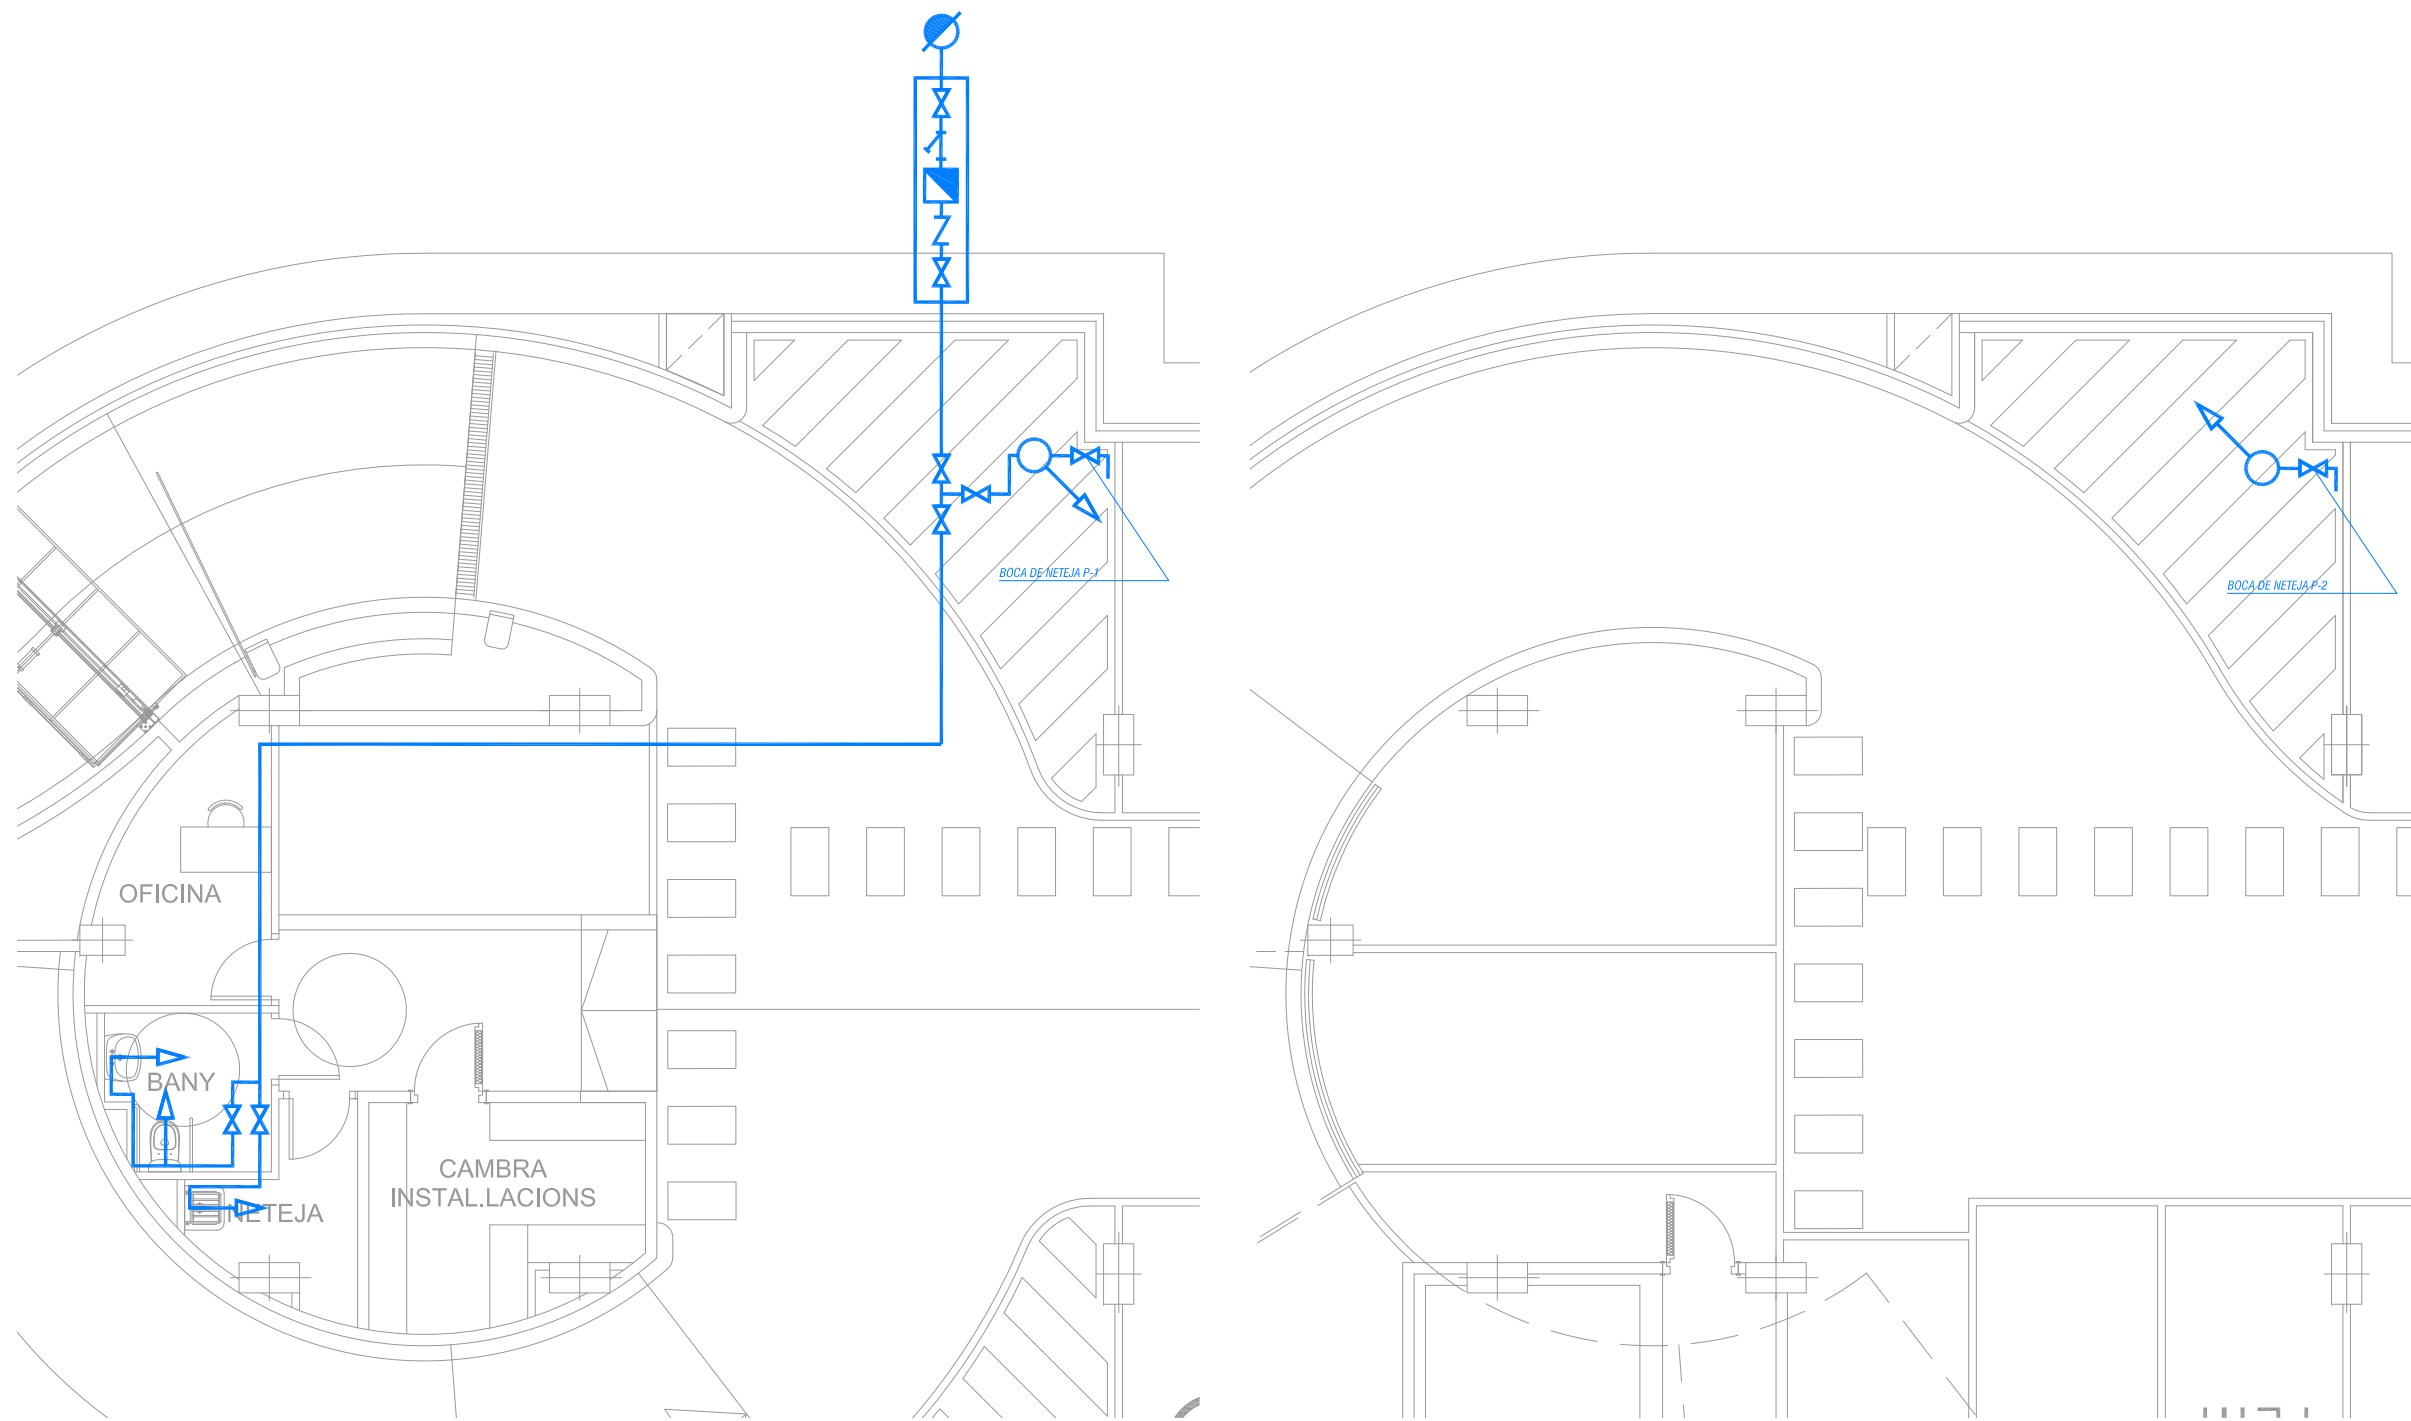 BOCA DE NETEJA P-1
BOCA DE NETEJA P-2
OFICINA
BANY
CAMBRA
INSTAL.LACIONS
NETEJA